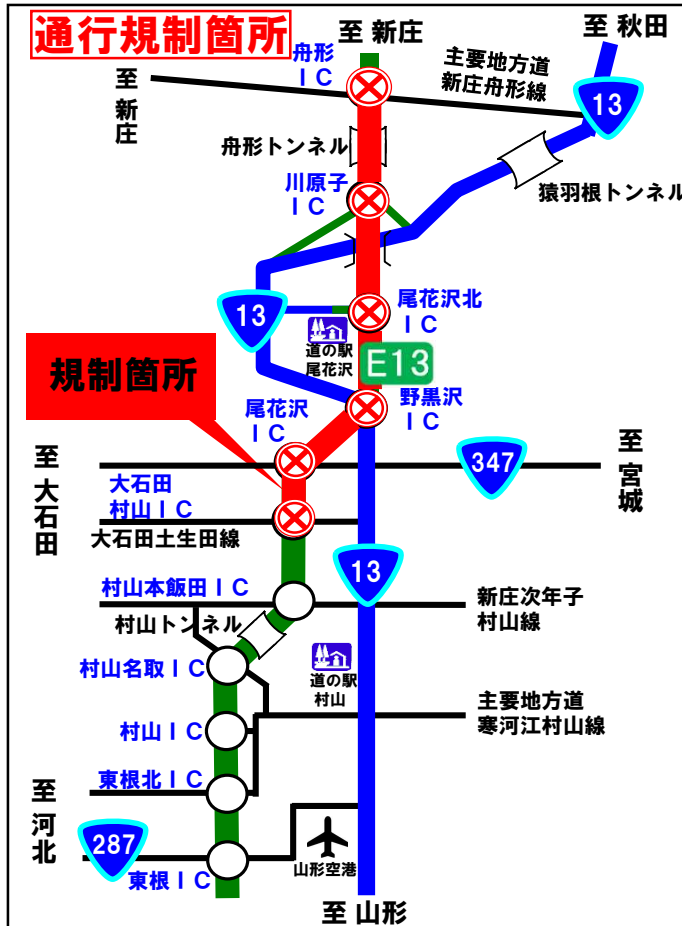 通行規制箇所
至 新庄
至 秋田
舟形
ＩＣ
主要地方道
新庄舟形線
至 新庄
13
舟形トンネル
川原子
ＩＣ
猿羽根トンネル
13
尾花沢北
ＩＣ
道の駅
尾花沢
E13
規制箇所
尾花沢
ＩＣ
野黒沢
ＩＣ
至 大石田
347
至 宮城
大石田
村山ＩＣ
大石田土生田線
13
村山本飯田ＩＣ
新庄次年子
村山線
村山トンネル
村山名取ＩＣ
道の駅
村山
主要地方道
寒河江村山線
村山ＩＣ
東根北ＩＣ
至 河北
287
東根ＩＣ
山形空港
至 山形